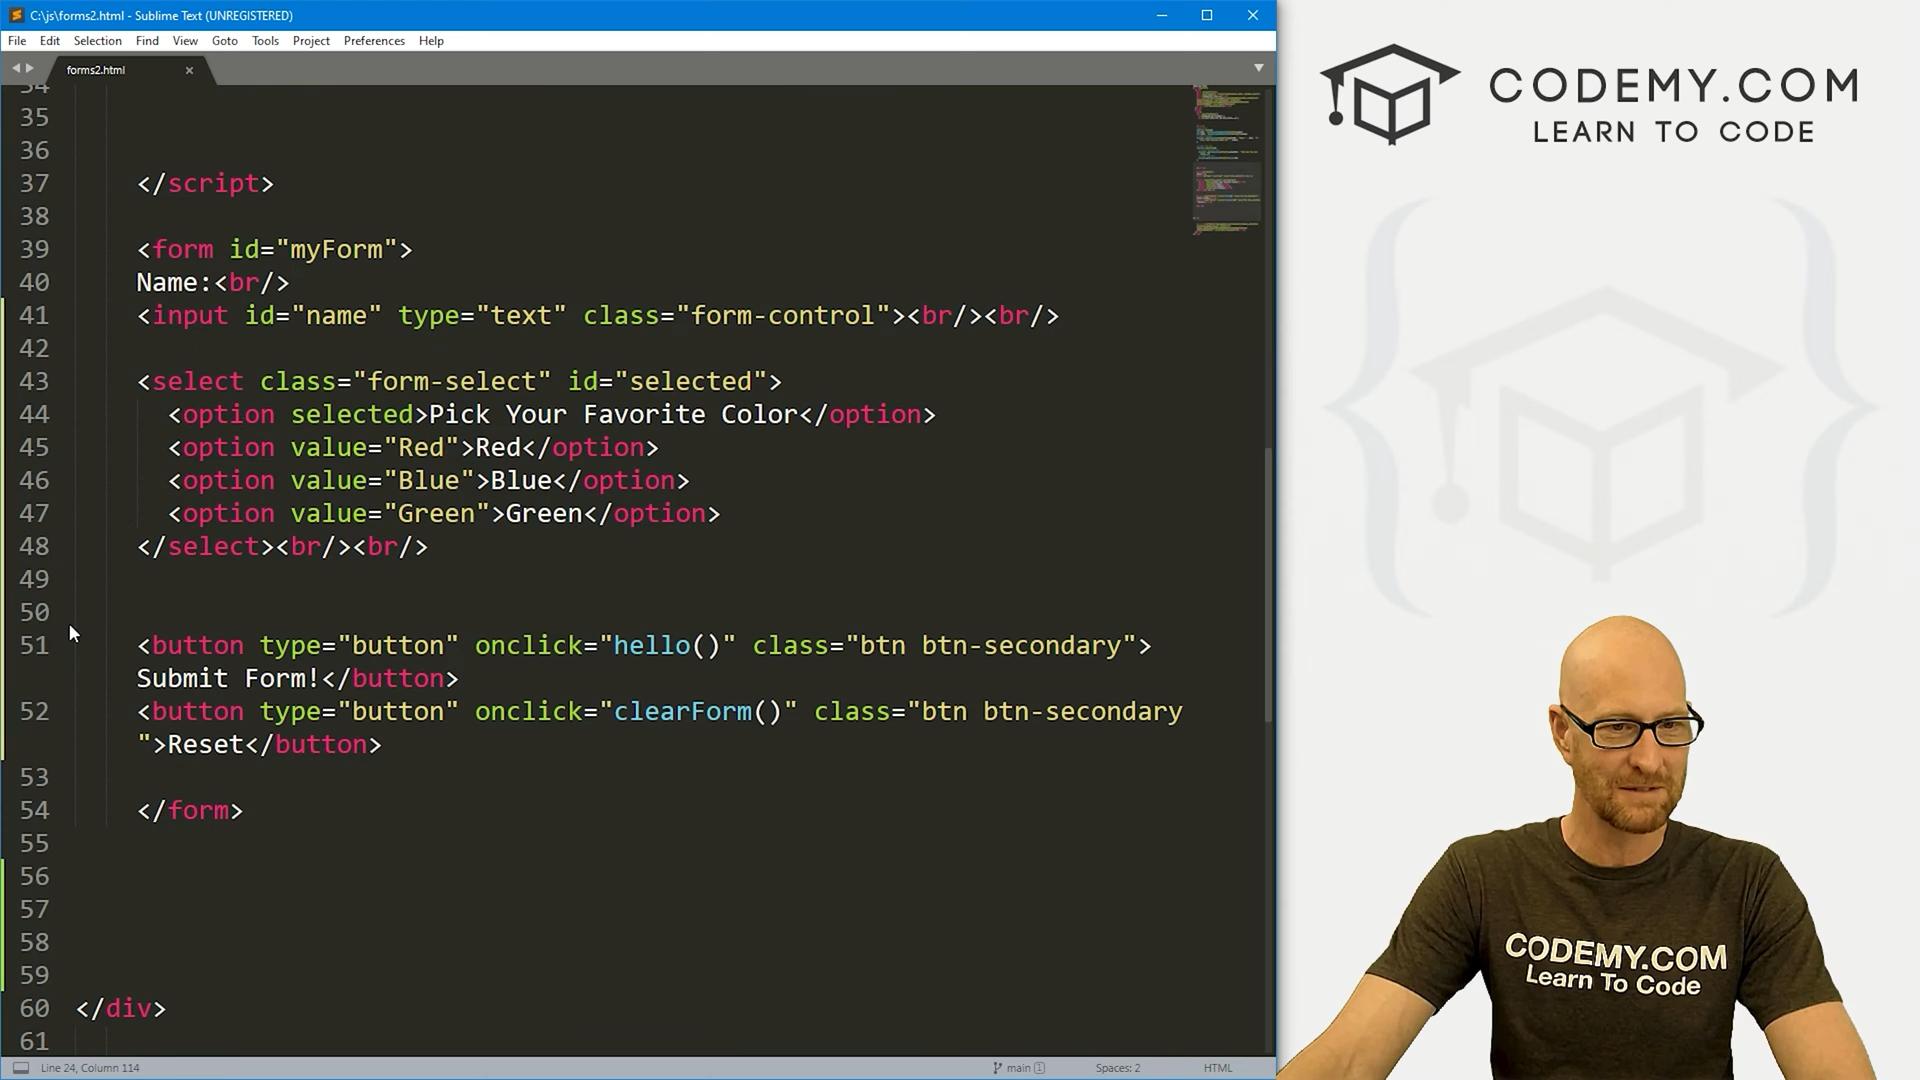 C:\js\forms2.html - Sublime Text (UNREGISTERED)
File Edit Selection Find View Goto Tools Project Preferences Help
forms2.html
34
35
36
37 </script>
38
39 <form id="myForm">
40 Name:<br/>
41 <input id="name" type="text" class="form-control"><br/><br/>
42
43 <select class="form-select" id="selected">
44 <option selected>Pick Your Favorite Color</option>
45 <option value="Red">Red</option>
46 <option value="Blue">Blue</option>
47 <option value="Green">Green</option>
48 </select><br/><br/>
49
50
51 <button type="button" onclick="hello()" class="btn btn-secondary">
Submit Form!</button>
52 <button type="button" onclick="clearForm()" class="btn btn-secondary
">Reset</button>
53
54 </form>
55
56
57
58
59
60 </div>
61
Line 24, Column 114
main 1
Spaces: 2
HTML
CODEMY.COM
LEARN TO CODE
CODEMY.COM
Learn To Code